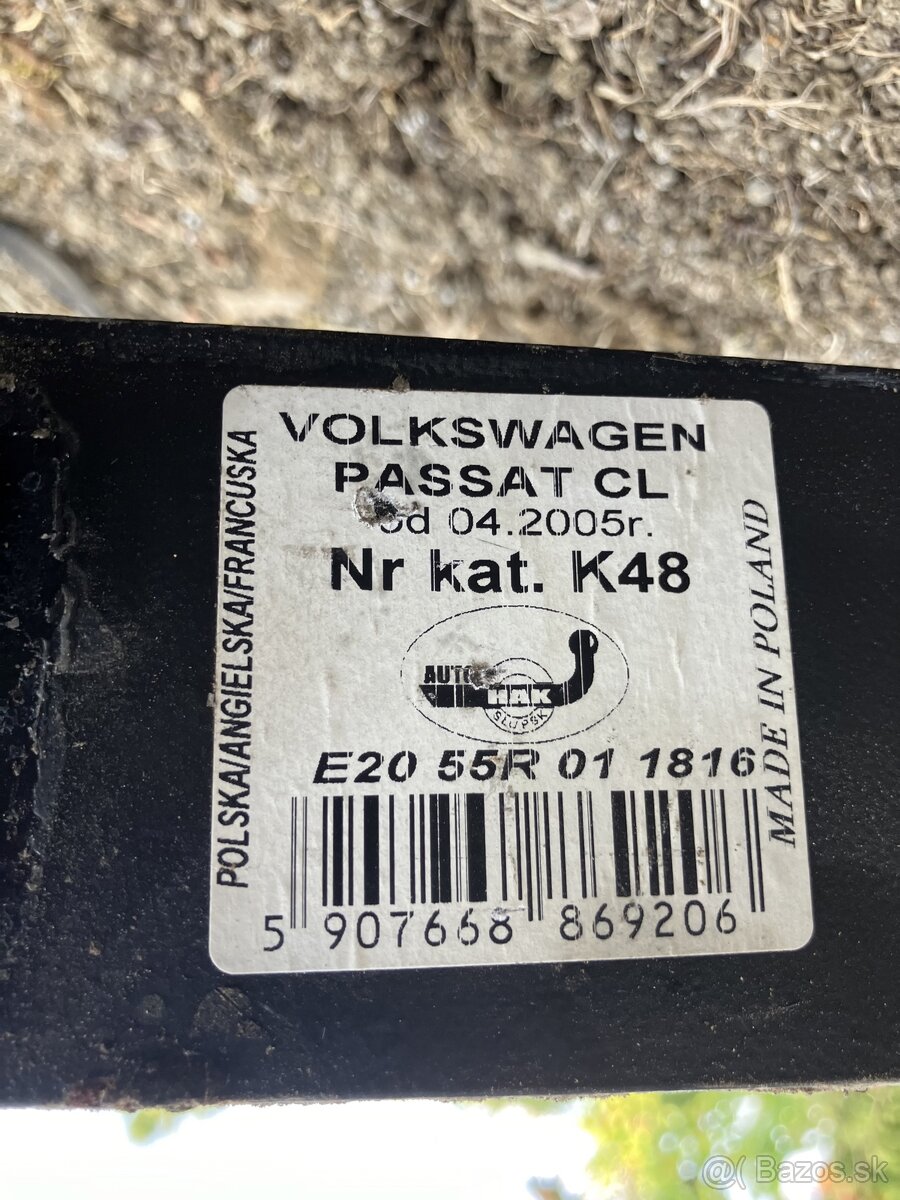 VOLKSWAGEN
PASSAT CL
od 04.2005r.
Nr kat. K48
POLSKA/ANGIELSKA/FRANCUSKA
MADE IN POLAND
AUTO
HAK
SŁUPSK
E20 55R 01 1816
5 907668 869206
@( Bazos.sk